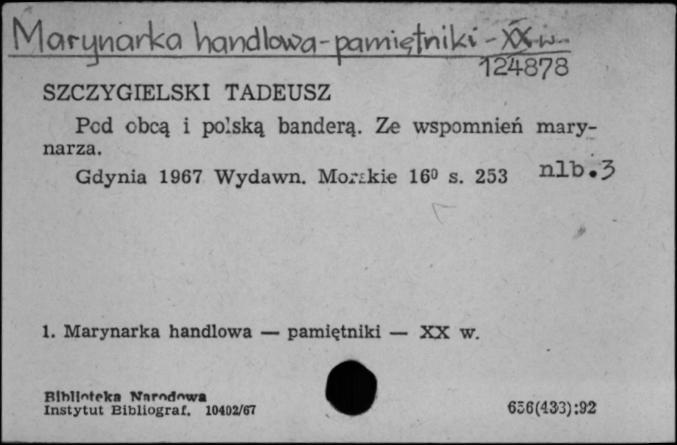 Marynarka handlowa - pamiętniki - XX w.
124878
SZCZYGIELSKI TADEUSZ
Pod obcą i polską banderą. Ze wspomnień mary-
narza.
Gdynia 1967 Wydawn. Morskie 16⁰ s. 253 nlb.3
1. Marynarka handlowa — pamiętniki — XX w.
Biblioteka Narodowa
Instytut Bibliograf. 10402/67
656(433):92